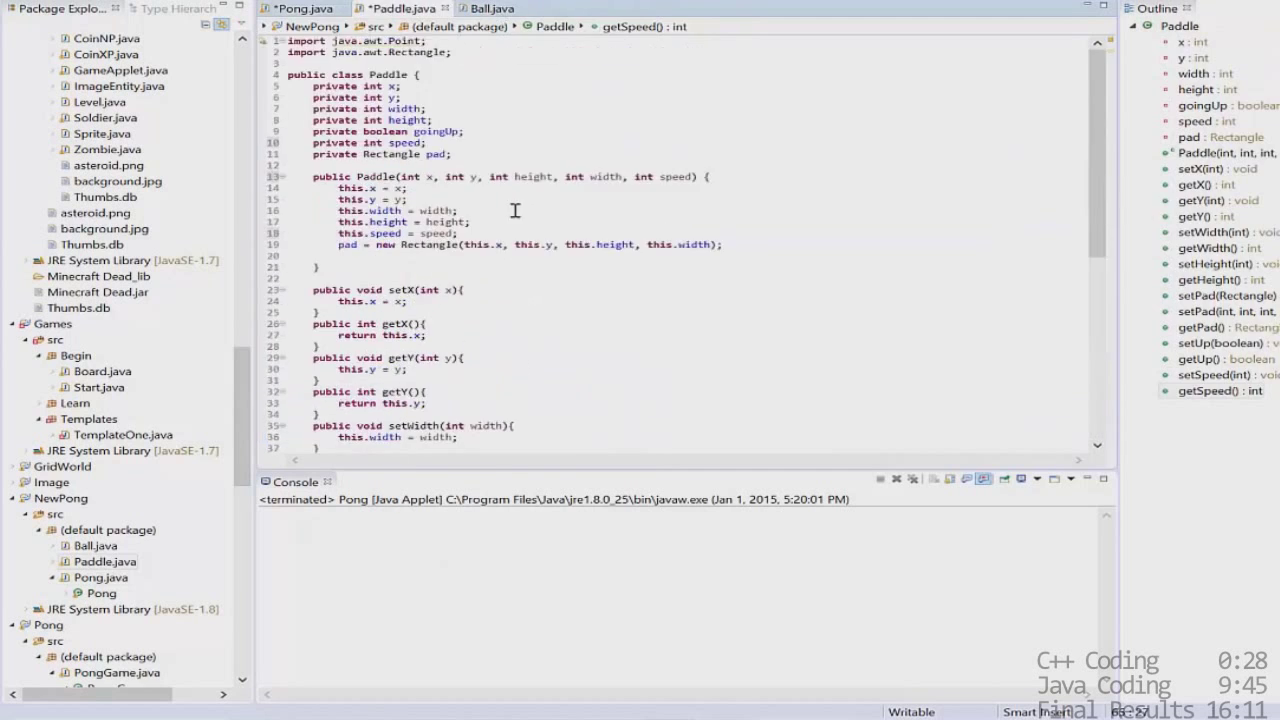 Package Explo...
Type Hierarch
*Pong.java
*Paddle.java
Ball.java
Outline
NewPong
src
(default package)
Paddle
getSpeed() : int
CoinNP.java
CoinXP.java
GameApplet.java
ImageEntity.java
Level.java
Soldier.java
Sprite.java
Zombie.java
asteroid.png
background.jpg
Thumbs.db
asteroid.png
background.jpg
Thumbs.db
JRE System Library [JavaSE-1.7]
Minecraft Dead_lib
Minecraft Dead.jar
Thumbs.db
Games
src
Begin
Board.java
Start.java
Learn
Templates
TemplateOne.java
JRE System Library [JavaSE-1.7]
GridWorld
Image
NewPong
src
(default package)
Ball.java
Paddle.java
Pong.java
Pong
JRE System Library [JavaSE-1.8]
Pong
src
(default package)
PongGame.java
1 import java.awt.Point;
2 import java.awt.Rectangle;
3
4 public class Paddle {
5 private int x;
6 private int y;
7 private int width;
8 private int height;
9 private boolean goingUp;
10 private int speed;
11 private Rectangle pad;
12
13 public Paddle(int x, int y, int height, int width, int speed) {
14 this.x = x;
15 this.y = y;
16 this.width = width;
17 this.height = height;
18 this.speed = speed;
19 pad = new Rectangle(this.x, this.y, this.height, this.width);
20
21 }
22
23 public void setX(int x){
24 this.x = x;
25 }
26 public int getX(){
27 return this.x;
28 }
29 public void getY(int y){
30 this.y = y;
31 }
32 public int getY(){
33 return this.y;
34 }
35 public void setWidth(int width){
36 this.width = width;
37 }
Console
<terminated> Pong [Java Applet] C:\Program Files\Java\jre1.8.0_25\bin\javaw.exe (Jan 1, 2015, 5:20:01 PM)
Paddle
x : int
y : int
width : int
height : int
goingUp : boolean
speed : int
pad : Rectangle
Paddle(int, int, int,
setX(int) : void
getX() : int
getY(int) : void
getY() : int
setWidth(int) : void
getWidth() : int
setHeight(int) : void
getHeight() : int
setPad(Rectangle)
setPad(int, int, int,
getPad() : Rectang
setUp(boolean) : vo
getUp() : boolean
setSpeed(int) : vo
getSpeed() : int
C++ Coding 0:28
Java Coding 9:45
Final Results 16:11
Writable
Smart Insert